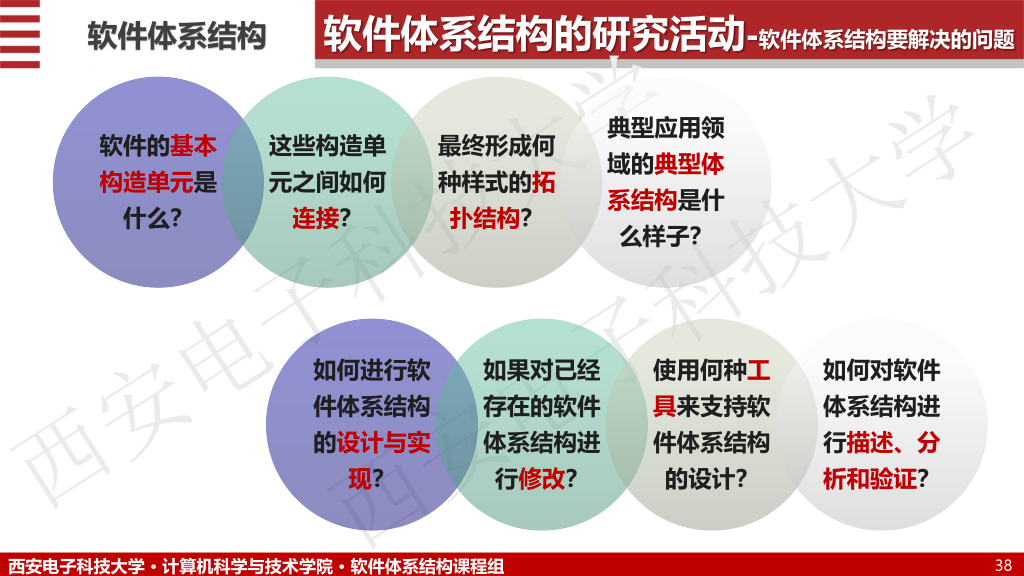 软件体系结构
软件体系结构的研究活动-软件体系结构要解决的问题
软件的基本
构造单元是
什么？
这些构造单
元之间如何
连接？
最终形成何
种样式的拓
扑结构？
典型应用领
域的典型体
系结构是什
么样子？
如何进行软
件体系结构
的设计与实
现？
如果对已经
存在的软件
体系结构进
行修改？
使用何种工
具来支持软
件体系结构
的设计？
如何对软件
体系结构进
行描述、分
析和验证？
西安电子科技大学
西安电子科技大学
西安电子科技大学·计算机科学与技术学院·软件体系结构课程组
38